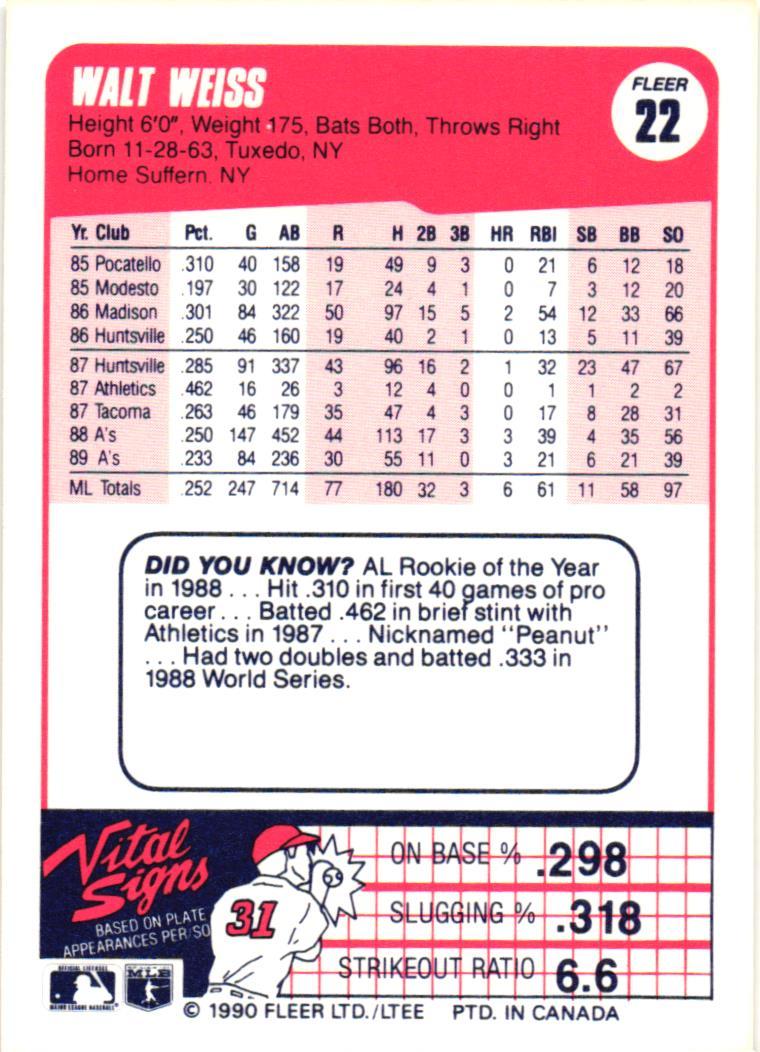 WALT WEISS
FLEER
22
Height 6'0", Weight 175, Bats Both, Throws Right
Born 11-28-63, Tuxedo, NY
Home Suffern, NY
Yr. Club Pct. G AB R H 2B 3B HR RBI SB BB SO
85 Pocatello .310 40 158 19 49 9 3 0 21 6 12 18
85 Modesto .197 30 122 17 24 4 1 0 7 3 12 20
86 Madison .301 84 322 50 97 15 5 2 54 12 33 66
86 Huntsville .250 46 160 19 40 2 1 0 13 5 11 39
87 Huntsville .285 91 337 43 96 16 2 1 32 23 47 67
87 Athletics .462 16 26 3 12 4 0 0 1 1 2 2
87 Tacoma .263 46 179 35 47 4 3 0 17 8 28 31
88 A's .250 147 452 44 113 17 3 3 39 4 35 56
89 A's .233 84 236 30 55 11 0 3 21 6 21 39
ML Totals .252 247 714 77 180 32 3 6 61 11 58 97
DID YOU KNOW? AL Rookie of the Year
in 1988 . . . Hit .310 in first 40 games of pro
career . . . Batted .462 in brief stint with
Athletics in 1987 . . . Nicknamed "Peanut"
. . . Had two doubles and batted .333 in
1988 World Series.
Vital
Signs
BASED ON PLATE
APPEARANCES PER/SO
31
ON BASE % .298
SLUGGING % .318
STRIKEOUT RATIO 6.6
OFFICIAL LICENSEE
MAJOR LEAGUE BASEBALL
© 1990 FLEER LTD./LTEE PTD. IN CANADA